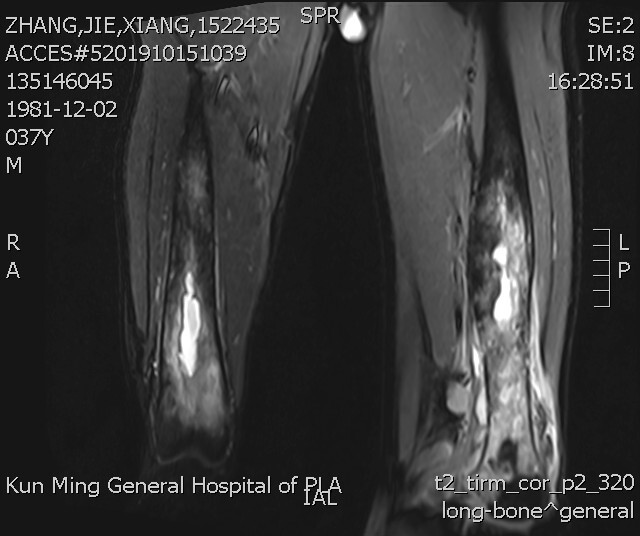 ZHANG,JIE,XIANG,1522435
ACCES#5201910151039
135146045
1981-12-02
037Y
M
R
A
SPR
SE:2
IM:8
16:28:51
L
P
Kun Ming General Hospital of PLA
IAL
t2_tirm_cor_p2_320
long-bone^general